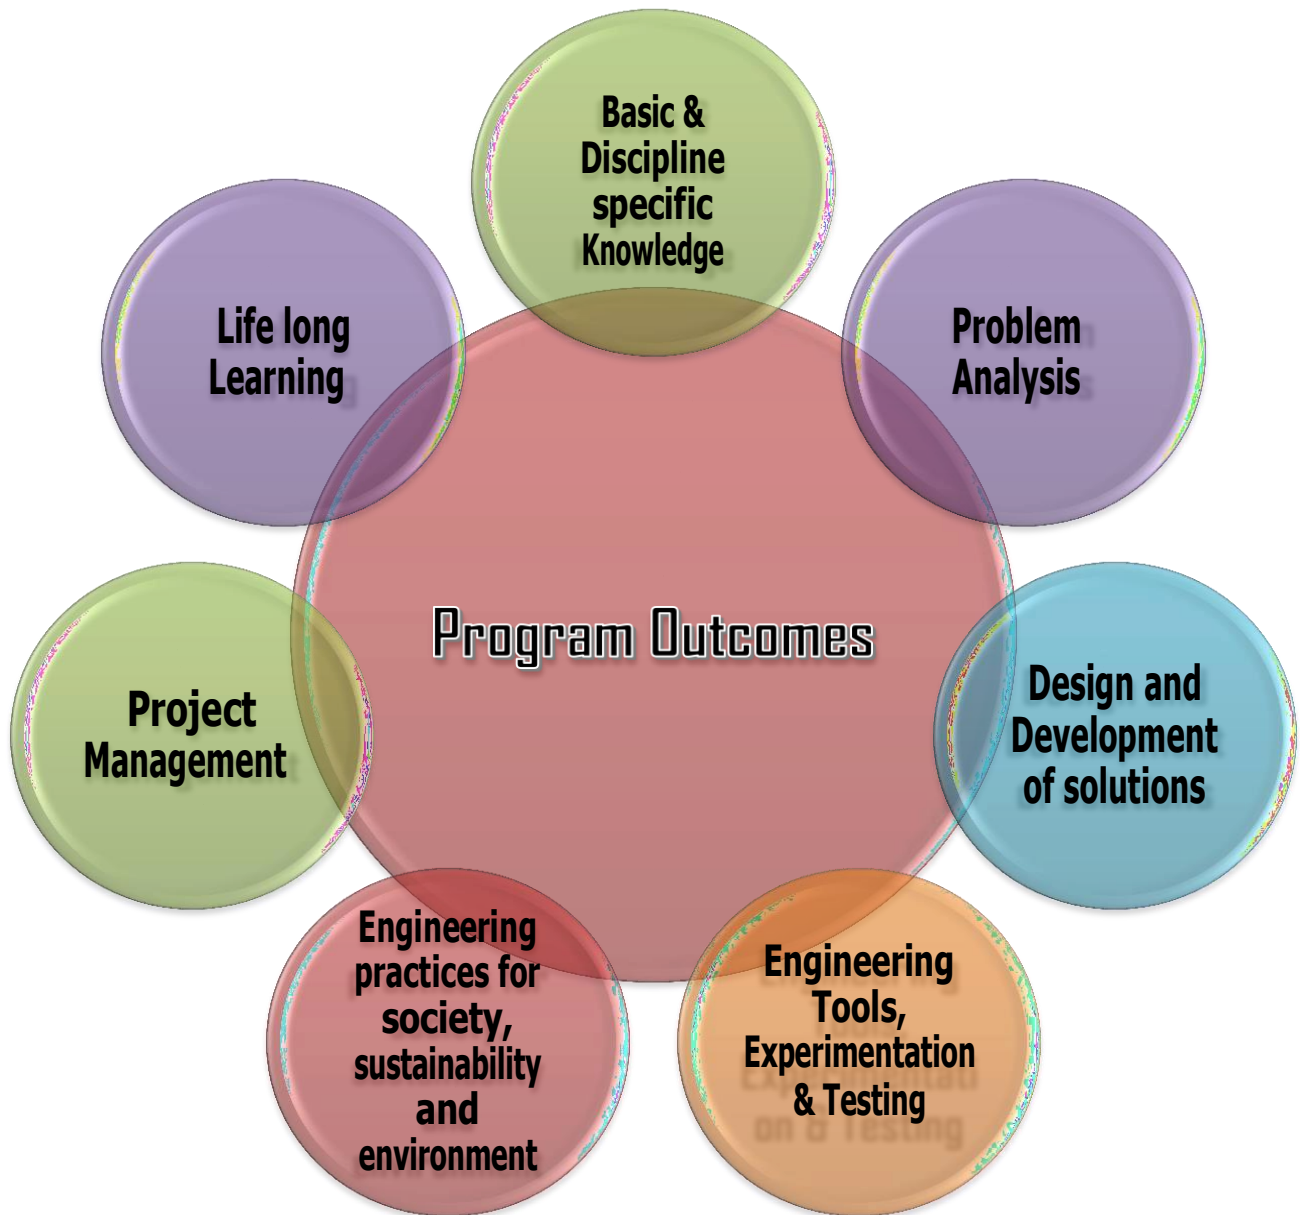 Basic &
Discipline
specific
Knowledge
Problem
Analysis
Design and
Development
of solutions
Engineering
Tools,
Experimentation
& Testing
Engineering
practices for
society,
sustainability
and
environment
Project
Management
Life long
Learning
Program Outcomes